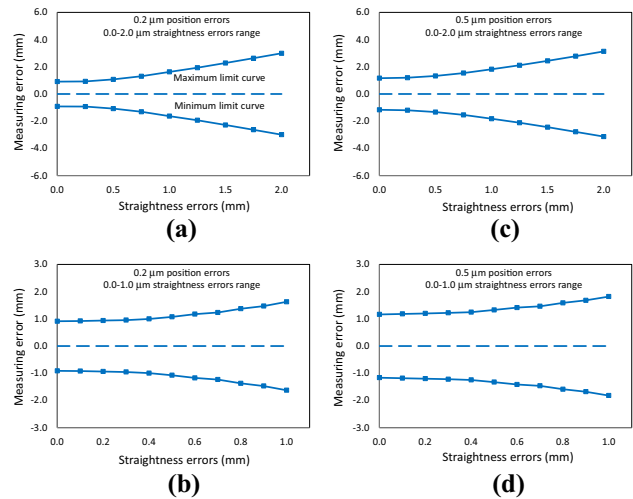 0.2 µm position errors
0.0-2.0 µm straightness errors range
Measuring error (mm)
6.0
4.0
2.0
0.0
-2.0
-4.0
-6.0
Maximum limit curve
Minimum limit curve
0.0 0.5 1.0 1.5 2.0
Straightness errors (mm)
(a)
0.5 µm position errors
0.0-2.0 µm straightness errors range
Measuring error (mm)
6.0
4.0
2.0
0.0
-2.0
-4.0
-6.0
0.0 0.5 1.0 1.5 2.0
Straightness errors (mm)
(c)
0.2 µm position errors
0.0-1.0 µm straightness errors range
Measuring error (mm)
3.0
2.0
1.0
0.0
-1.0
-2.0
-3.0
0.0 0.2 0.4 0.6 0.8 1.0
Straightness errors (mm)
(b)
0.5 µm position errors
0.0-1.0 µm straightness errors range
Measuring error (mm)
3.0
2.0
1.0
0.0
-1.0
-2.0
-3.0
0.0 0.2 0.4 0.6 0.8 1.0
Straightness errors (mm)
(d)